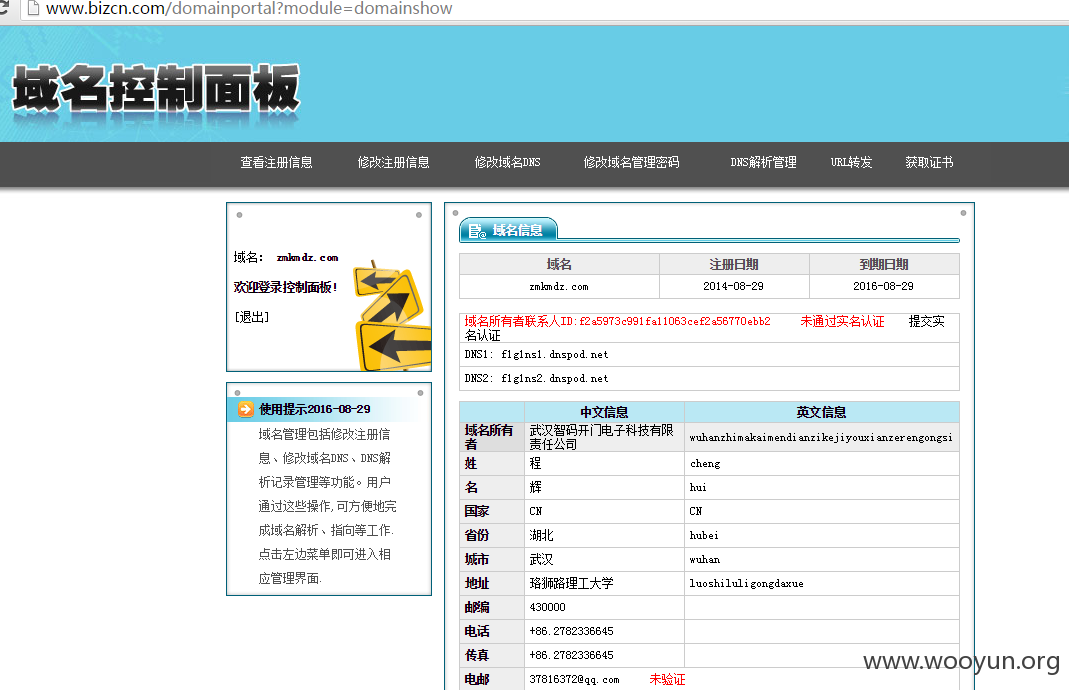 www.bizcn.com/domainportal?module=domainshow
域名控制面板
查看注册信息 修改注册信息 修改域名DNS 修改域名管理密码 DNS解析管理 URL转发 获取证书
域名: zmkmdz.com
欢迎登录控制面板!
[退出]
使用提示2016-08-29
域名管理包括修改注册信
息、修改域名DNS、DNS解
析记录管理等功能。用户
通过这些操作,可方便地完
成域名解析、指向等工作.
点击左边菜单即可进入相
应管理界面.
域名信息
域名 注册日期 到期日期
zmkmdz.com 2014-08-29 2016-08-29
域名所有者联系人ID:f2a5973c991fa11063cef2a56770ebb2 未通过实名认证 提交实
名认证
DNS1: f1g1ns1.dnspod.net
DNS2: f1g1ns2.dnspod.net
中文信息 英文信息
域名所有
者
武汉智码开门电子科技有限
责任公司
wuhanzhimakaimendianzikejiyouxianzerengongsi
姓 程 cheng
名 辉 hui
国家 CN CN
省份 湖北 hubei
城市 武汉 wuhan
地址 珞狮路理工大学 luoshiluligongdaxue
邮编 430000
电话 +86.2782336645
传真 +86.2782336645
电邮 37816372@qq.com 未验证
www.wooyun.org